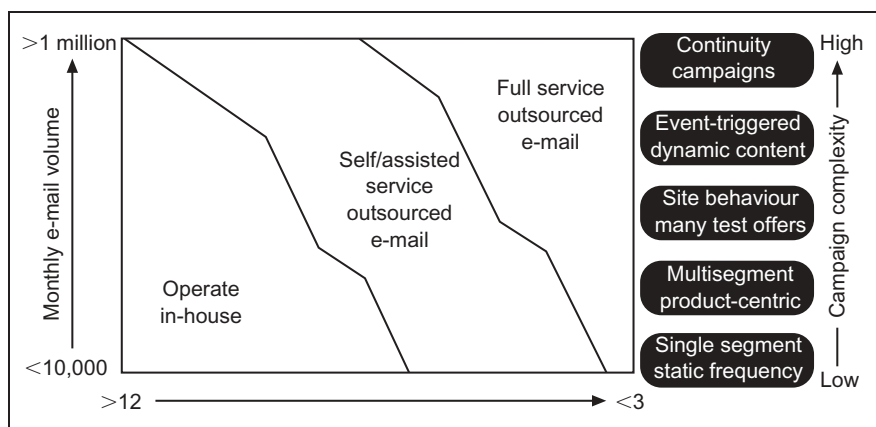 >1 million
Monthly e-mail volume
<10,000
>12
<3
Operate
in-house
Self/assisted
service
outsourced
e-mail
Full service
outsourced
e-mail
Continuity
campaigns
Event-triggered
dynamic content
Site behaviour
many test offers
Multisegment
product-centric
Single segment
static frequency
High
Campaign complexity
Low